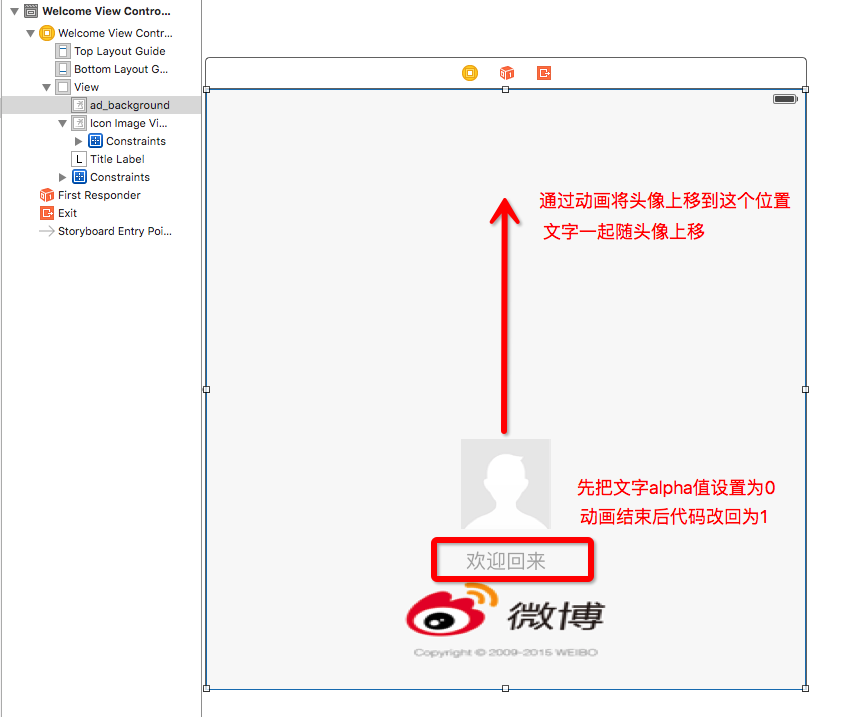 Welcome View Contro...
Welcome View Contr...
Top Layout Guide
Bottom Layout G...
View
ad_background
Icon Image Vi...
Constraints
L Title Label
Constraints
First Responder
Exit
Storyboard Entry Poi...
通过动画将头像上移到这个位置
文字一起随头像上移
先把文字alpha值设置为0
动画结束后代码改回为1
欢迎回来
微博
Copyright © 2009-2015 WEIBO